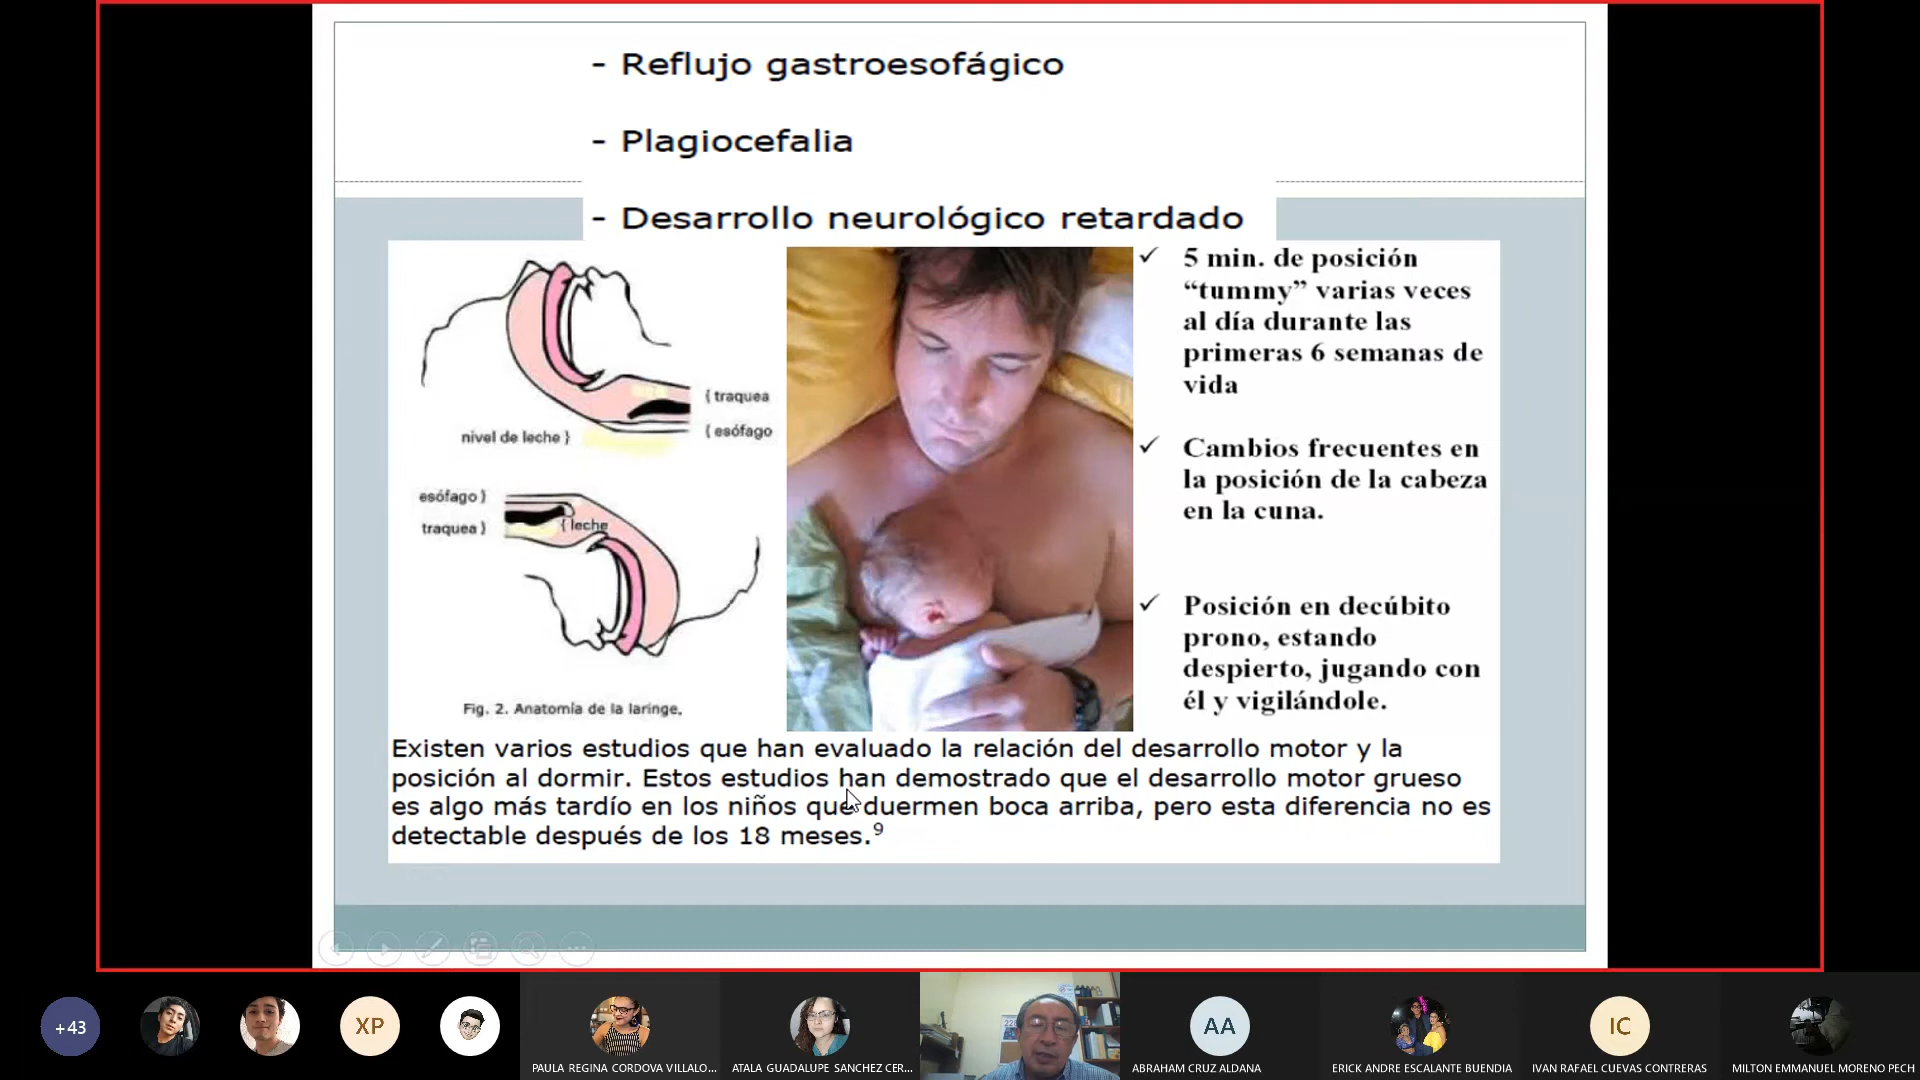 - Reflujo gastroesofágico
- Plagiocefalia
- Desarrollo neurológico retardado
{ traquea
{ esófago
nivel de leche }
esófago }
traquea }
{ leche
Fig. 2. Anatomía de la laringe.
✓ 5 min. de posición
“tummy” varias veces
al día durante las
primeras 6 semanas de
vida
✓ Cambios frecuentes en
la posición de la cabeza
en la cuna.
✓ Posición en decúbito
prono, estando
despierto, jugando con
él y vigilándole.
Existen varios estudios que han evaluado la relación del desarrollo motor y la
posición al dormir. Estos estudios han demostrado que el desarrollo motor grueso
es algo más tardío en los niños que duermen boca arriba, pero esta diferencia no es
detectable después de los 18 meses.⁹
+43
XP
AA
IC
PAULA REGINA CORDOVA VILLALO...
ATALA GUADALUPE SANCHEZ CER...
ABRAHAM CRUZ ALDANA
ERICK ANDRE ESCALANTE BUENDIA
IVAN RAFAEL CUEVAS CONTRERAS
MILTON EMMANUEL MORENO PECH